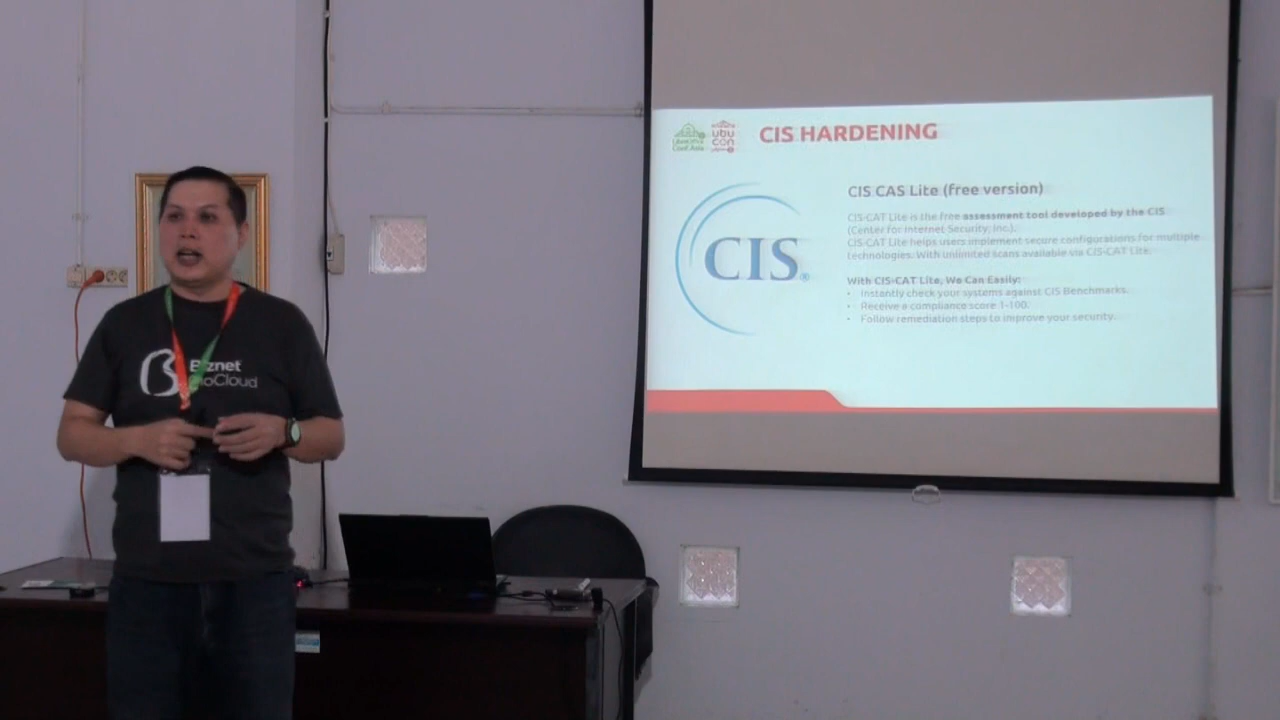 CIS HARDENING
ubu
con
CIS
CIS CAS Lite (free version)
CIS-CAT Lite is the free assessment tool developed by the CIS
(Center for Internet Security, Inc.).
CIS-CAT Lite helps users implement secure configurations for multiple
technologies. With unlimited scans available via CIS-CAT Lite.
With CIS-CAT Lite, We Can Easily:
• Instantly check your systems against CIS Benchmarks.
• Receive a compliance score 1-100.
• Follow remediation steps to improve your security.
Biznet
GioCloud